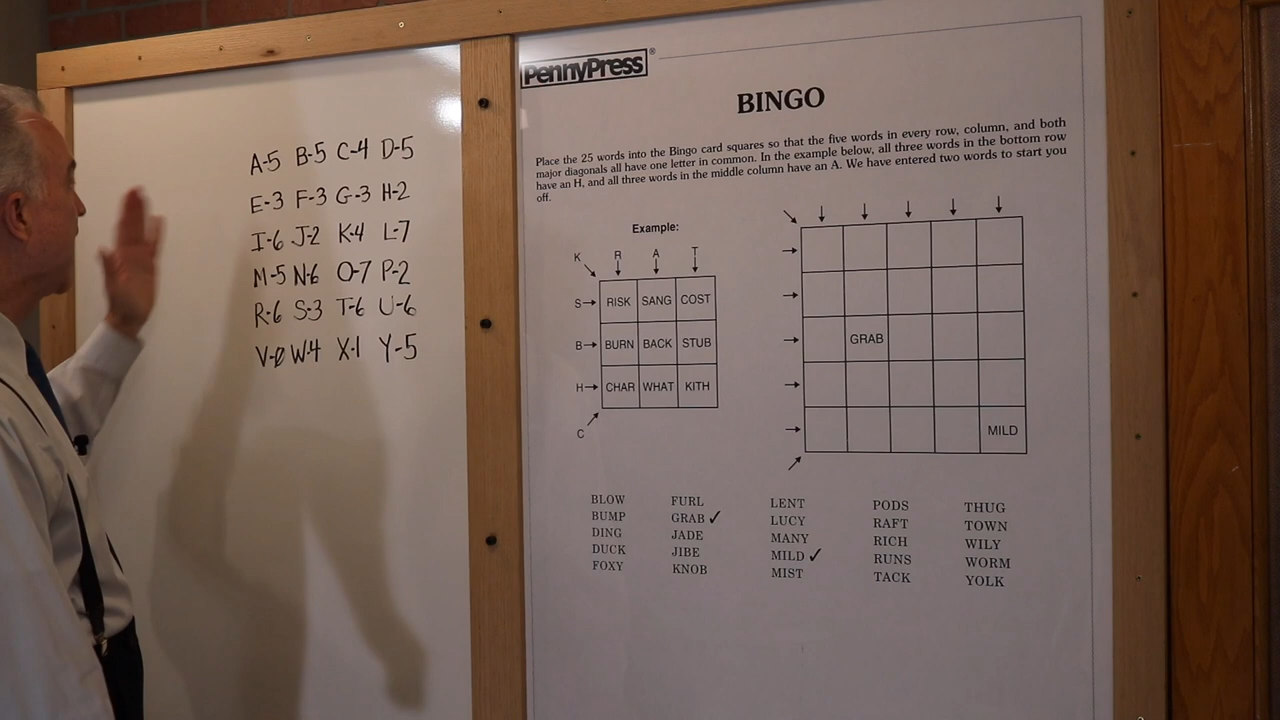 A-5 B-5 C-4 D-5
E-3 F-3 G-3 H-2
I-6 J-2 K-4 L-7
M-5 N-6 O-7 P-2
R-6 S-3 T-6 U-6
V-0 W-4 X-1 Y-5
PennyPress®
BINGO
Place the 25 words into the Bingo card squares so that the five words in every row, column, and both
major diagonals all have one letter in common. In the example below, all three words in the bottom row
have an H, and all three words in the middle column have an A. We have entered two words to start you
off.
Example:
K R A T
S RISK SANG COST
B BURN BACK STUB
H CHAR WHAT KITH
C
GRAB
MILD
BLOW FURL LENT PODS THUG
BUMP GRAB ✓ LUCY RAFT TOWN
DING JADE MANY RICH WILY
DUCK JIBE MILD ✓ RUNS WORM
FOXY KNOB MIST TACK YOLK